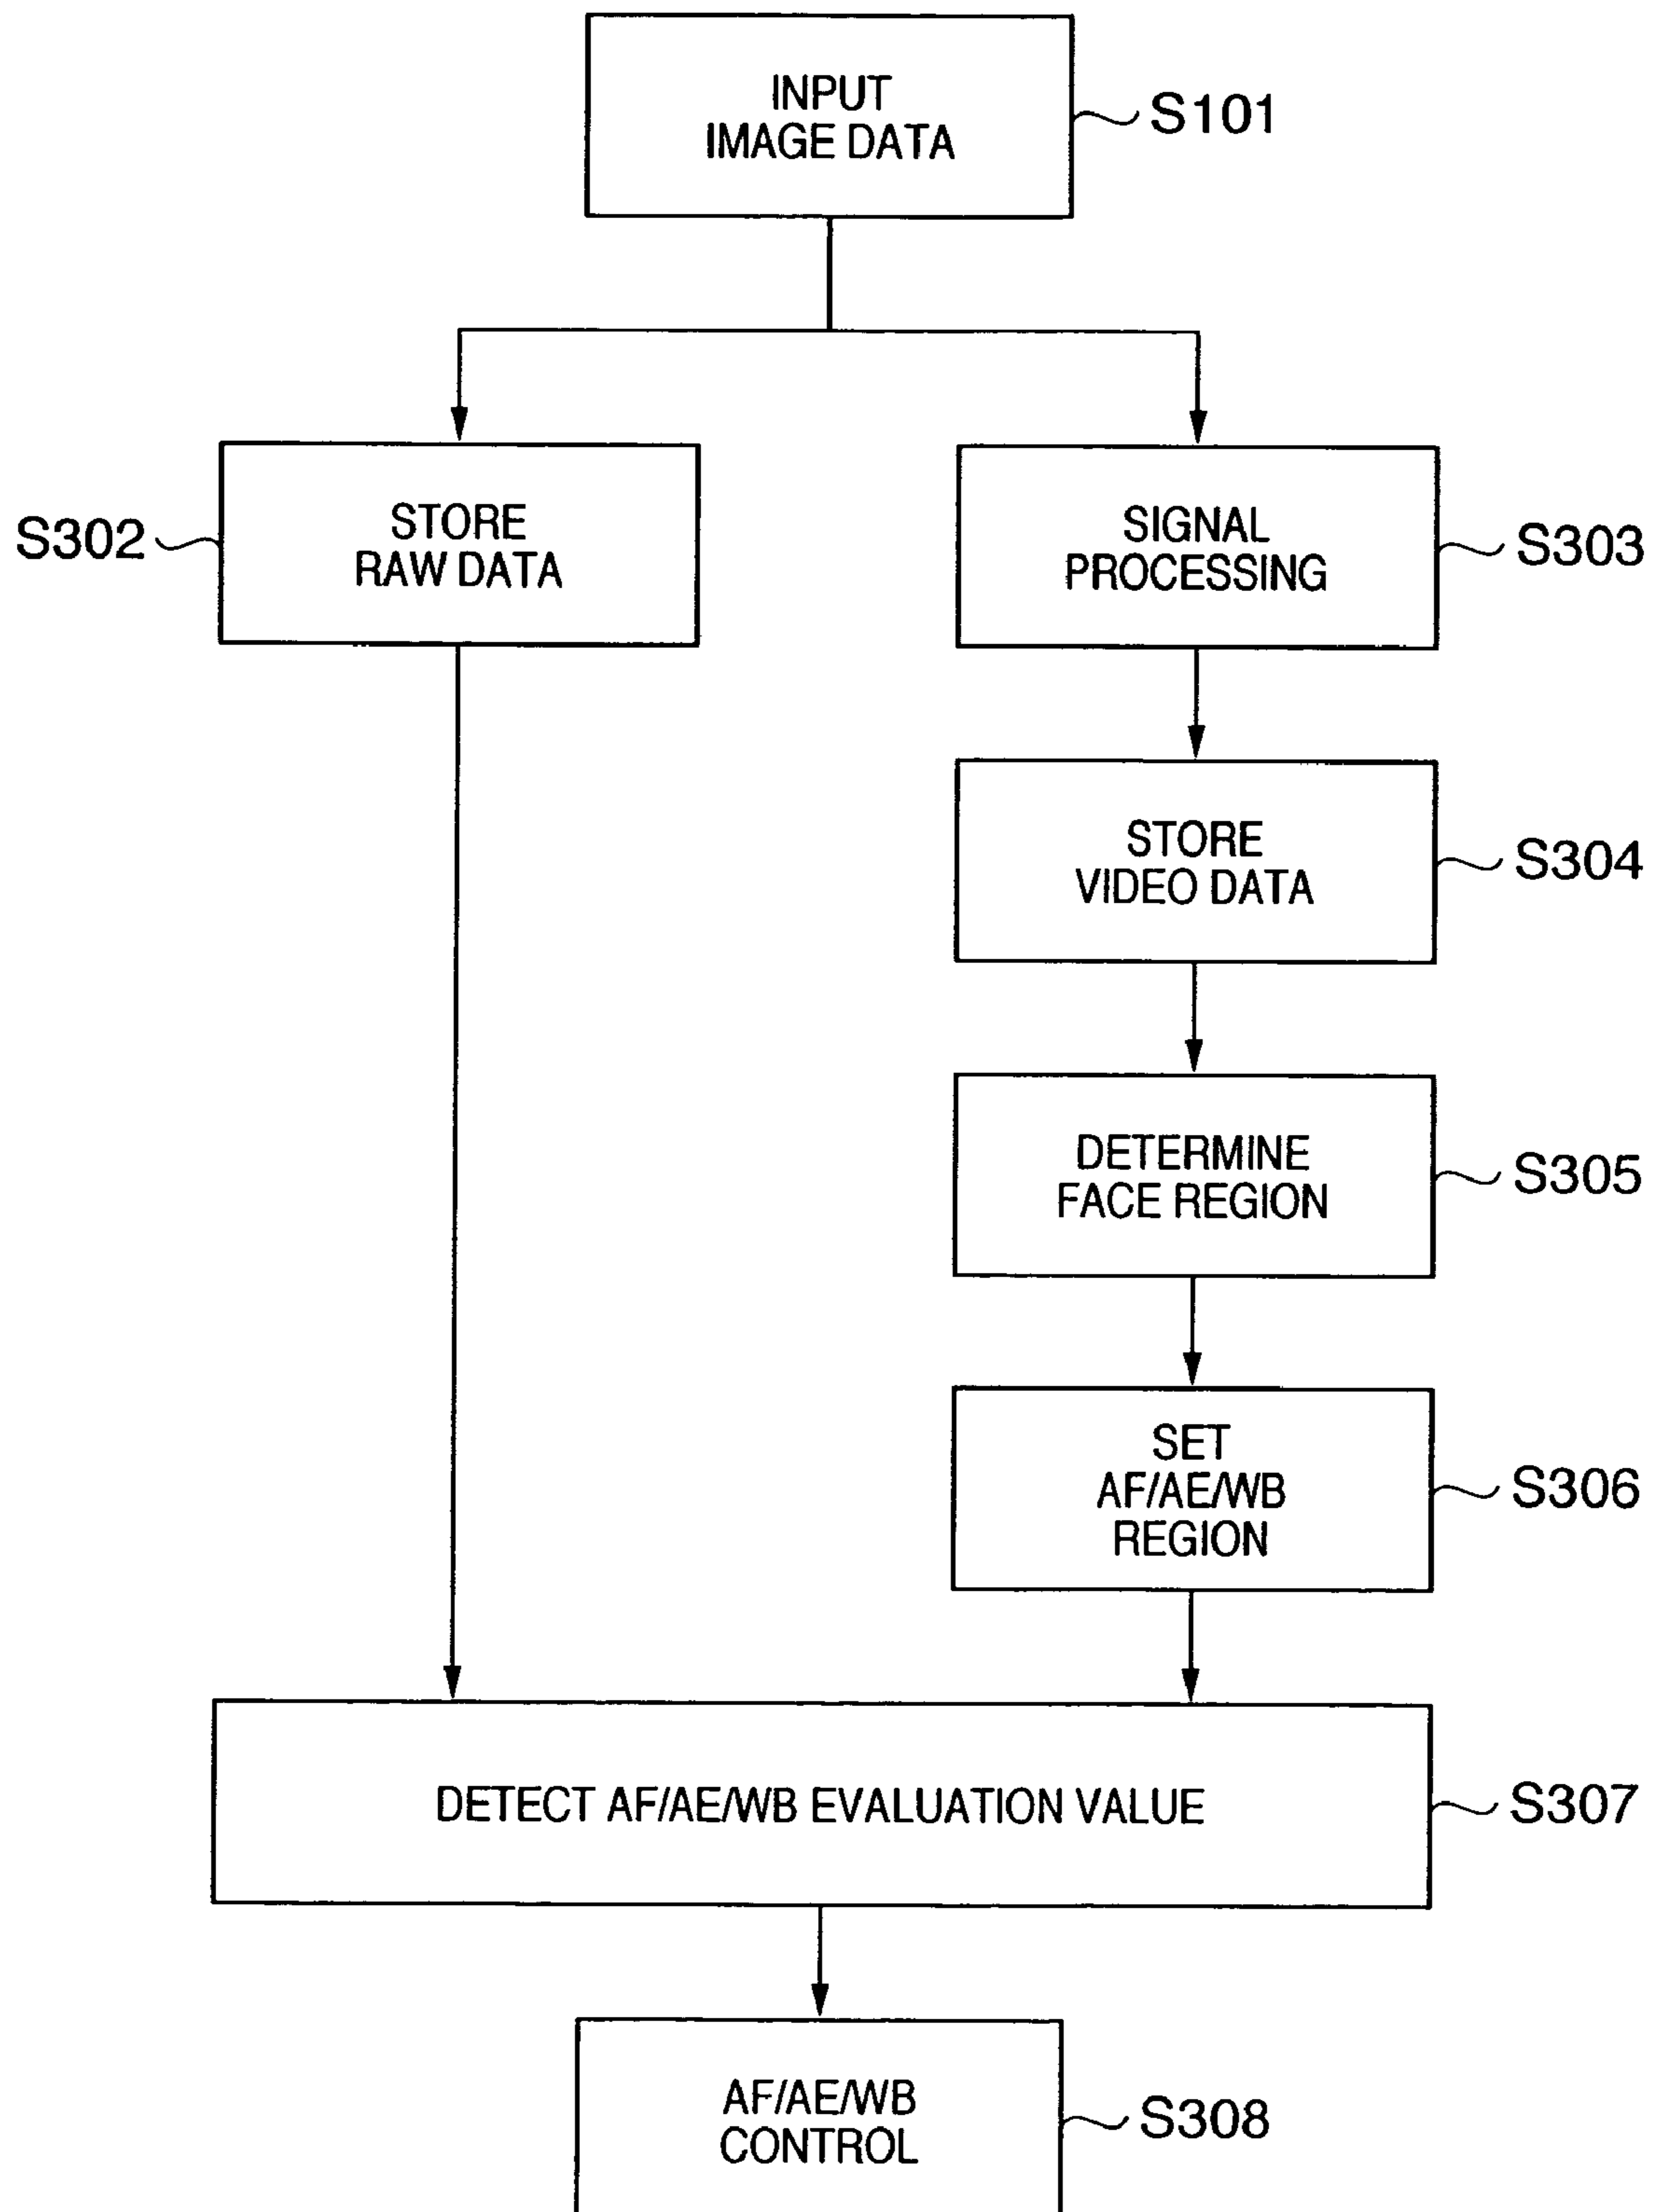 INPUT
IMAGE DATA
S101
STORE
RAW DATA
S302
SIGNAL
PROCESSING
S303
STORE
VIDEO DATA
S304
DETERMINE
FACE REGION
S305
SET
AF/AE/WB
REGION
S306
DETECT AF/AE/WB EVALUATION VALUE
S307
AF/AE/WB
CONTROL
S308